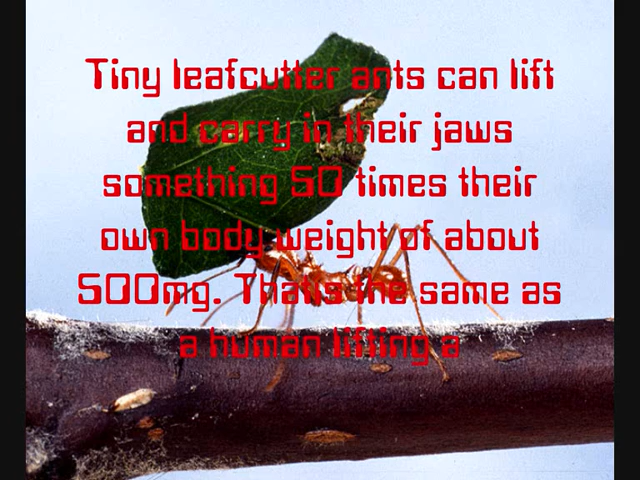 Tiny leafcutter ants can lift
and carry in their jaws
something 50 times their
own body weight of about
500mg. Thats the same as
a human lifting a